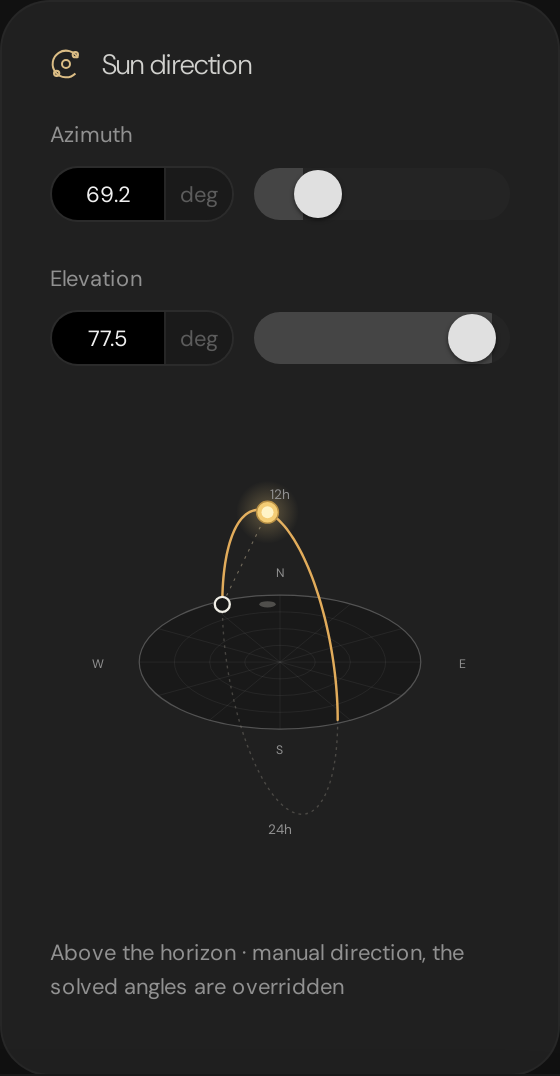 Sun direction
Azimuth
69.2 deg
Elevation
77.5 deg
12h
N
W E
S
24h
Above the horizon · manual direction, the
solved angles are overridden